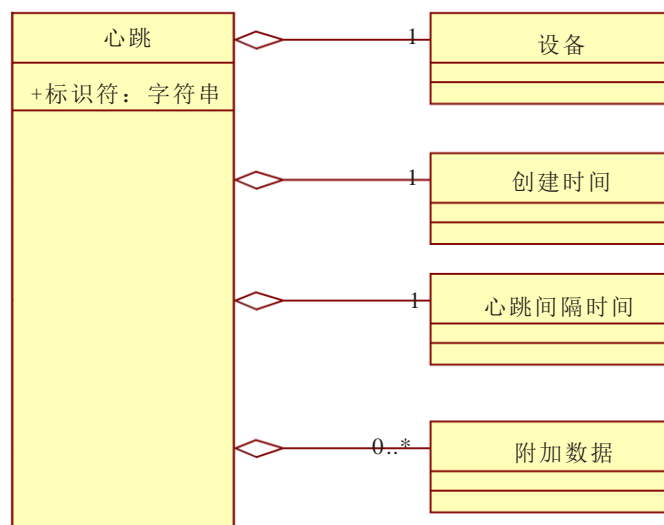 心跳
1
设备
+标识符：字符串
1
创建时间
1
心跳间隔时间
0..*
附加数据